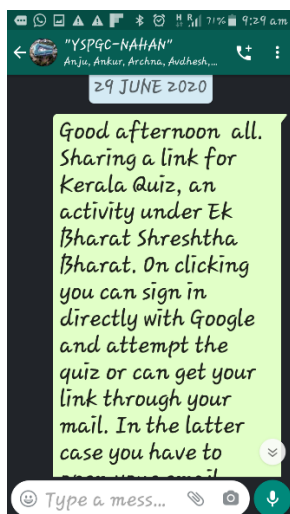 71% 9:29 am
"YSPGC-NAHAN"
Anju, Ankur, Archna, Avdhesh,...
29 JUNE 2020
Good afternoon all.
Sharing a link for
Kerala Quiz, an
activity under Ek
Bharat Shreshtha
Bharat. On clicking
you can sign in
directly with Google
and attempt the
quiz or can get your
link through your
mail. In the latter
case you have to
Type a mess...